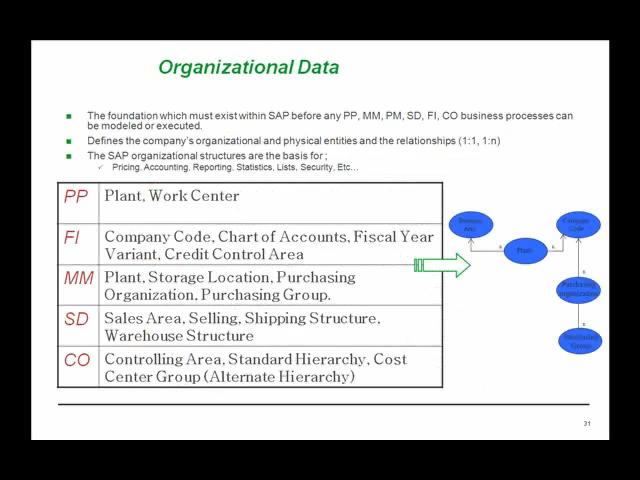 Organizational Data
The foundation which must exist within SAP before any PP, MM, PM, SD, FI, CO business processes can
be modeled or executed.
Defines the company's organizational and physical entities and the relationships (1:1, 1:n)
The SAP organizational structures are the basis for ;
Pricing, Accounting, Reporting, Statistics, Lists, Security, Etc...
PP Plant, Work Center
FI Company Code, Chart of Accounts, Fiscal Year
Variant, Credit Control Area
MM Plant, Storage Location, Purchasing
Organization, Purchasing Group.
SD Sales Area, Selling, Shipping Structure,
Warehouse Structure
CO Controlling Area, Standard Hierarchy, Cost
Center Group (Alternate Hierarchy)
Business
Area
Company
Code
Plant
Purchasing
organization
Purchasing
Group
31